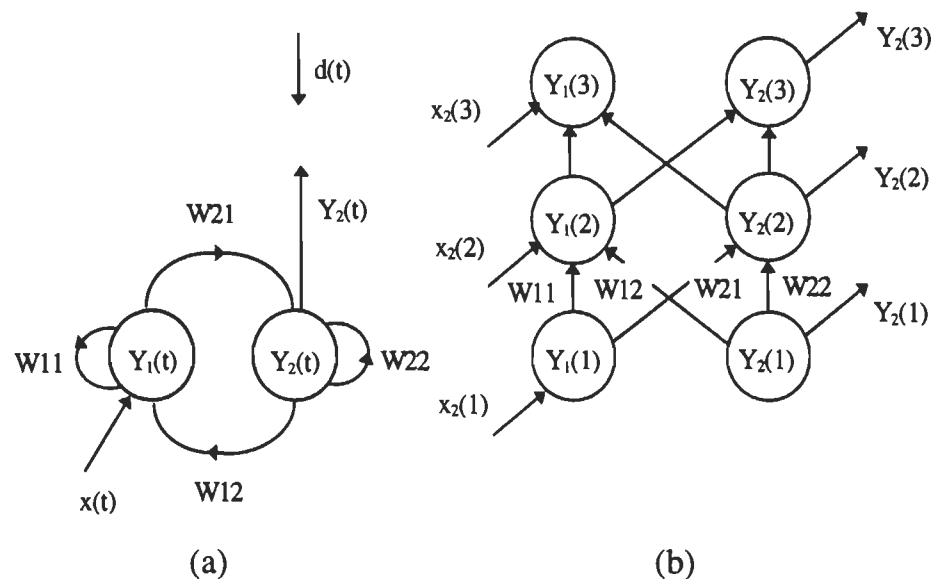 d(t)
Y₂(t)
W21
W11
Y₁(t)
Y₂(t)
W22
x(t)
W12
(a)
Y₂(3)
Y₁(3)
Y₂(3)
x₂(3)
Y₂(2)
Y₁(2)
Y₂(2)
x₂(2)
W11
W12
W21
W22
Y₂(1)
Y₁(1)
Y₂(1)
x₂(1)
(b)